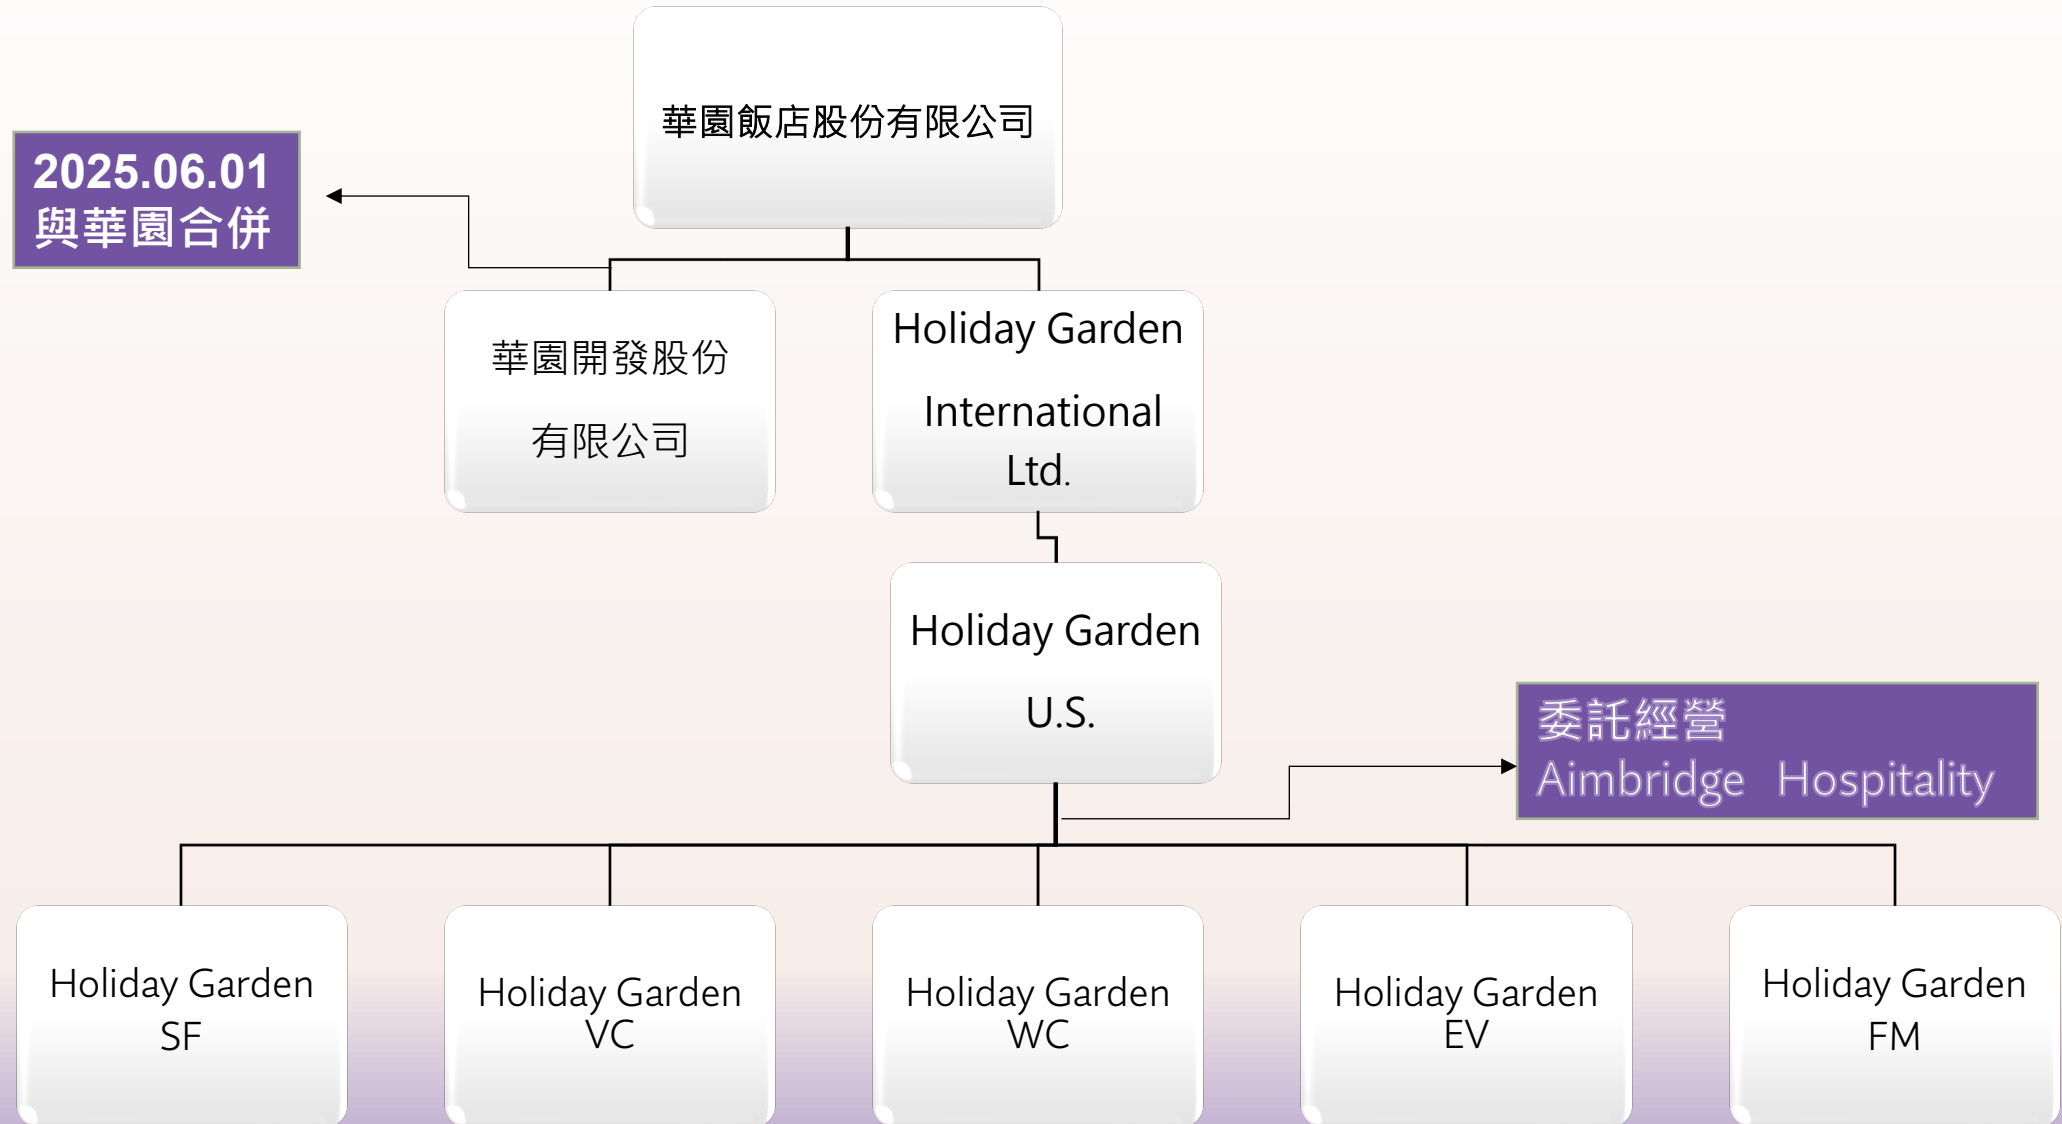 華園飯店股份有限公司
2025.06.01
與華園合併
華園開發股份
有限公司
Holiday Garden
International
Ltd.
Holiday Garden
U.S.
委託經營
Aimbridge Hospitality
Holiday Garden
SF
Holiday Garden
VC
Holiday Garden
WC
Holiday Garden
EV
Holiday Garden
FM